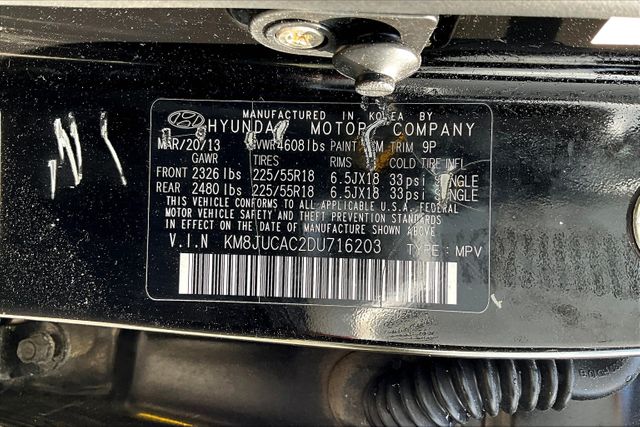 MANUFACTURED IN KOREA BY
HYUNDAI MOTOR COMPANY
MAR/20/13 GVWR 4608lbs PAINT TRIM 9P
GAWR TIRES RIMS COLD TIRE INFL
FRONT 2326 lbs 225/55R18 6.5JX18 33psi SINGLE
REAR 2480 lbs 225/55R18 6.5JX18 33psi SINGLE
THIS VEHICLE CONFORMS TO ALL APPLICABLE U.S.A. FEDERAL
MOTOR VEHICLE SAFETY AND THEFT PREVENTION STANDARDS
IN EFFECT ON THE DATE OF MANUFACTURE SHOWN ABOVE.
V.I.N KM8JUCAC2DU716203 TYPE : MPV